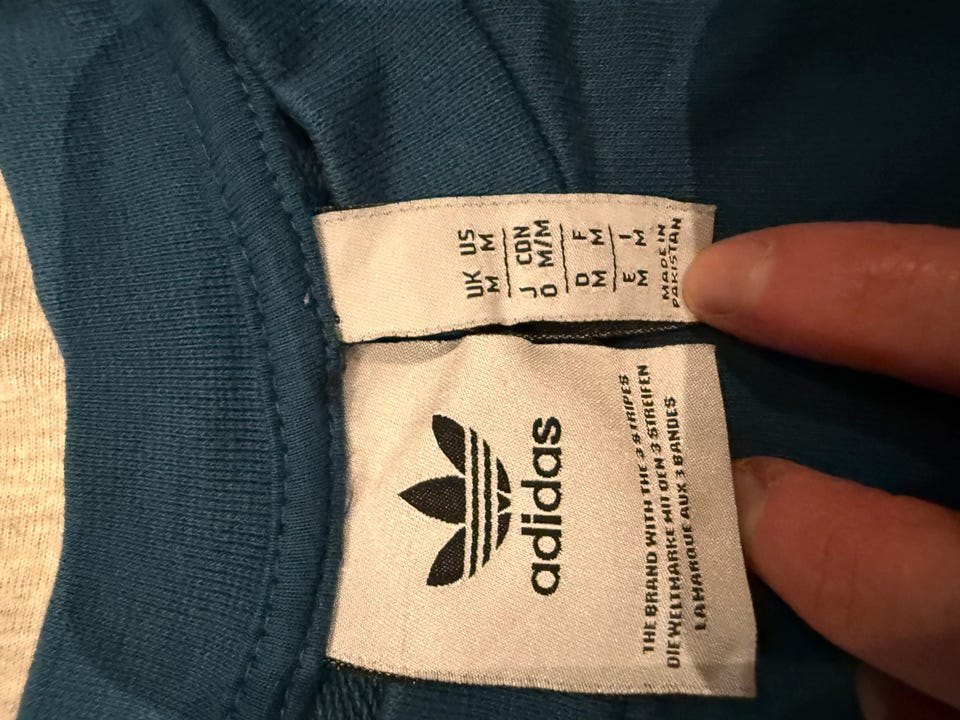 UK US
M M
J CDN
O M/M
D F
M M
E I
M M
MADE IN
PAKISTAN
adidas
THE BRAND WITH THE 3 STRIPES
DIE WELTMARKE MIT DEN 3 STREIFEN
LA MARQUE AUX 3 BANDES